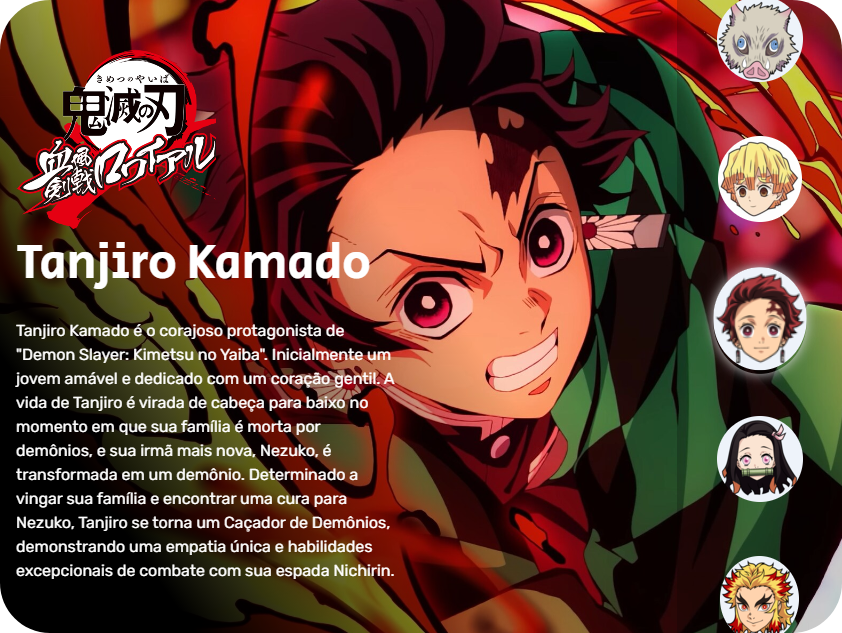 きめつのやいば
鬼滅の刃
血風
剣戟
ロワイアル
Tanjiro Kamado
Tanjiro Kamado é o corajoso protagonista de
"Demon Slayer: Kimetsu no Yaiba". Inicialmente um
jovem amável e dedicado com um coração gentil. A
vida de Tanjiro é virada de cabeça para baixo no
momento em que sua família é morta por
demônios, e sua irmã mais nova, Nezuko, é
transformada em um demônio. Determinado a
vingar sua família e encontrar uma cura para
Nezuko, Tanjiro se torna um Caçador de Demônios,
demonstrando uma empatia única e habilidades
excepcionais de combate com sua espada Nichirin.